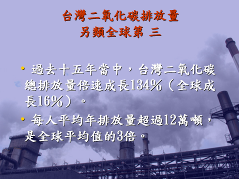 台灣二氧化碳排放量
另類全球第 三
• 過去十五年當中，台灣二氧化碳
總排放量倍速成長134%（全球成
長16%）。
• 每人平均年排放量超過12萬噸，
是全球平均值的3倍。